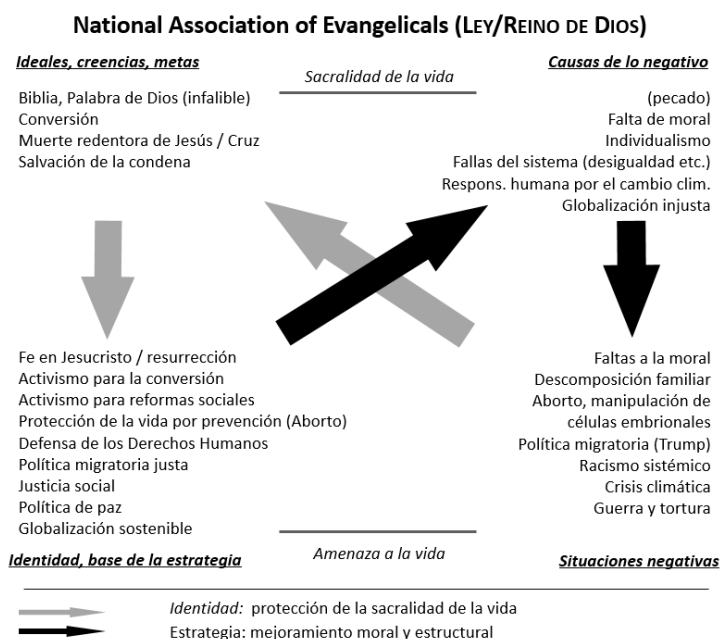 National Association of Evangelicals (LEY/REINO DE DIOS)
Ideales, creencias, metas
Sacralidad de la vida
Causas de lo negativo
Biblia, Palabra de Dios (infalible)
Conversión
Muerte redentora de Jesús / Cruz
Salvación de la condena
(pecado)
Falta de moral
Individualismo
Fallas del sistema (desigualdad etc.)
Respons. humana por el cambio clim.
Globalización injusta
Fe en Jesucristo / resurrección
Activismo para la conversión
Activismo para reformas sociales
Protección de la vida por prevención (Aborto)
Defensa de los Derechos Humanos
Política migratoria justa
Justicia social
Política de paz
Globalización sostenible
Faltas a la moral
Descomposición familiar
Aborto, manipulación de
células embrionales
Política migratoria (Trump)
Racismo sistémico
Crisis climática
Guerra y tortura
Identidad, base de la estrategia
Amenaza a la vida
Situaciones negativas
Identidad: protección de la sacralidad de la vida
Estrategia: mejoramiento moral y estructural